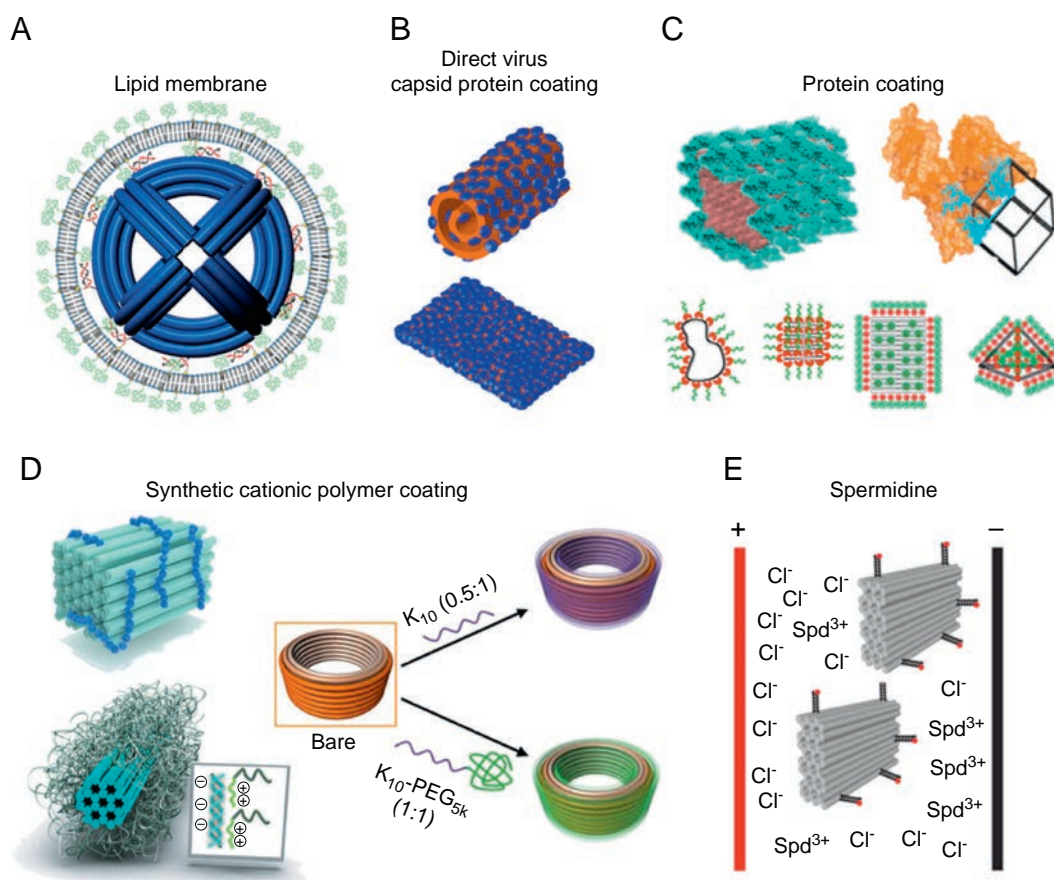 A
Lipid membrane
B
Direct virus
capsid protein coating
C
Protein coating
D
Synthetic cationic polymer coating
K₁₀ (0.5:1)
Bare
K₁₀-PEG₅ₖ
(1:1)
− + +
− + +
− + +
E
Spermidine
+ −
Cl⁻
Cl⁻
Cl⁻
Cl⁻
Spd³⁺
Cl⁻
Cl⁻
Cl⁻
Cl⁻
Cl⁻
Spd³⁺
Cl⁻
Spd³⁺
Cl⁻
Spd³⁺
Spd³⁺ Cl⁻ Cl⁻ Cl⁻